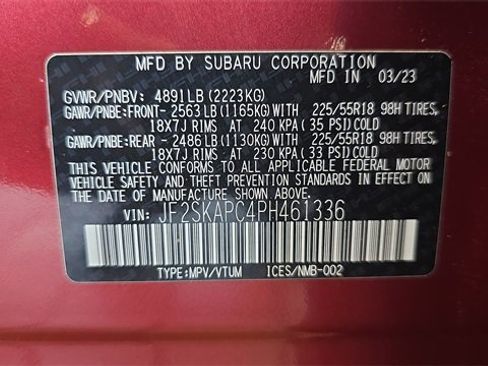 MFD. BY SUBARU CORPORATION
MFD IN 03/23
GVWR/PNBV: 4891LB(2223KG)
GAWR/PNBE:FRONT- 2563LB(1165KG)WITH 225/55R18 98H TIRES,
18X7J RIMS AT 240 KPA( 35 PSI)COLD
GAWR/PNBE:REAR - 2486LB(1130KG)WITH 225/55R18 98H TIRES,
18X7J RIMS AT 230 KPA( 33 PSI)COLD
THIS VEHICLE CONFORMS TO ALL APPLICABLE FEDERAL MOTOR
VEHICLE SAFETY AND THEFT PREVENTION STANDARDS IN EFFECT ON
THE DATE OF MANUFACTURE SHOWN ABOVE.
VIN: JF2SKAPC4PH461336
TYPE:MPV/VTUM ICES/NMB-002